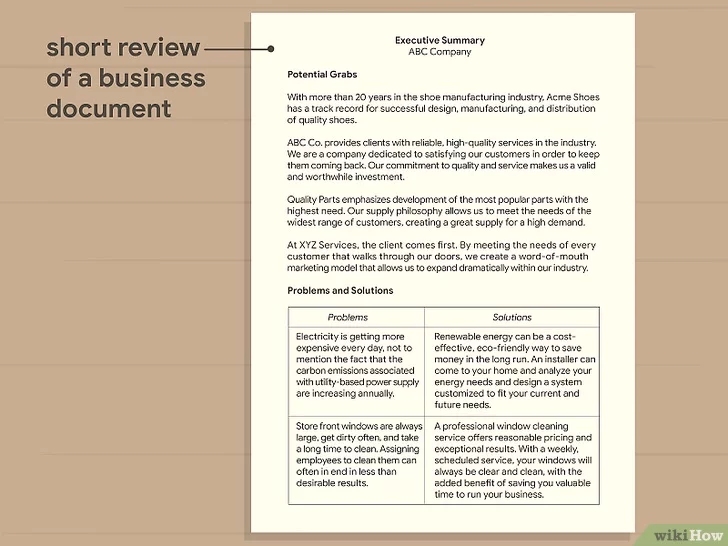 short review
of a business
document
Executive Summary
ABC Company
Potential Grabs
With more than 20 years in the shoe manufacturing industry, Acme Shoes
has a track record for successful design, manufacturing, and distribution
of quality shoes.
ABC Co. provides clients with reliable, high-quality services in the industry.
We are a company dedicated to satisfying our customers in order to keep
them coming back. Our commitment to quality and service makes us a valid
and worthwhile investment.
Quality Parts emphasizes development of the most popular parts with the
highest need. Our supply philosophy allows us to meet the needs of the
widest range of customers, creating a great supply for a high demand.
At XYZ Services, the client comes first. By meeting the needs of every
customer that walks through our doors, we create a word-of-mouth
marketing model that allows us to expand dramatically within our industry.
Problems and Solutions
Problems
Solutions
Electricity is getting more
expensive every day, not to
mention the fact that the
carbon emissions associated
with utility-based power supply
are increasing annually.
Renewable energy can be a cost-
effective, eco-friendly way to save
money in the long run. An installer can
come to your home and analyze your
energy needs and design a system
customized to fit your current and
future needs.
Store front windows are always
large, get dirty often, and take
a long time to clean. Assigning
employees to clean them can
often in end in less than
desirable results.
A professional window cleaning
service offers reasonable pricing and
exceptional results. With a weekly,
scheduled service, your windows will
always be clear and clean, with the
added benefit of saving you valuable
time to run your business.
wikiHow